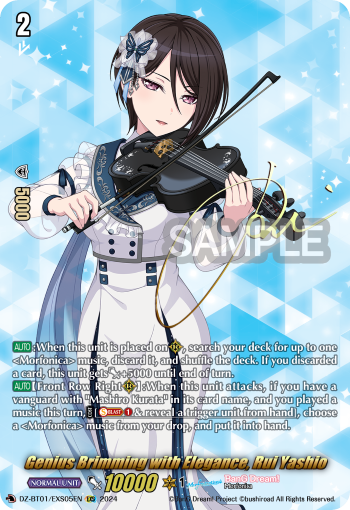 2
5000
SAMPLE
AUTO:When this unit is placed on R, search your deck for up to one
<Morfonica> music, discard it, and shuffle the deck. If you discarded
a card, this unit gets +5000 until end of turn.
AUTO[Front Row Right R]:When this unit attacks, if you have a
vanguard with "Mashiro Kurata" in its card name, and you played a
music this turn, COST[S BLAST 1 & reveal a trigger unit from hand], choose
a <Morfonica> music from your drop, and put it into hand.
Genius Brimming with Elegance, Rui Yashio
NORMAL UNIT
10000
1
BanG Dream!
Morfonica
DZ-BT01/EXS05EN 2024
©BanG Dream! Project ©bushiroad All Rights Reserved.